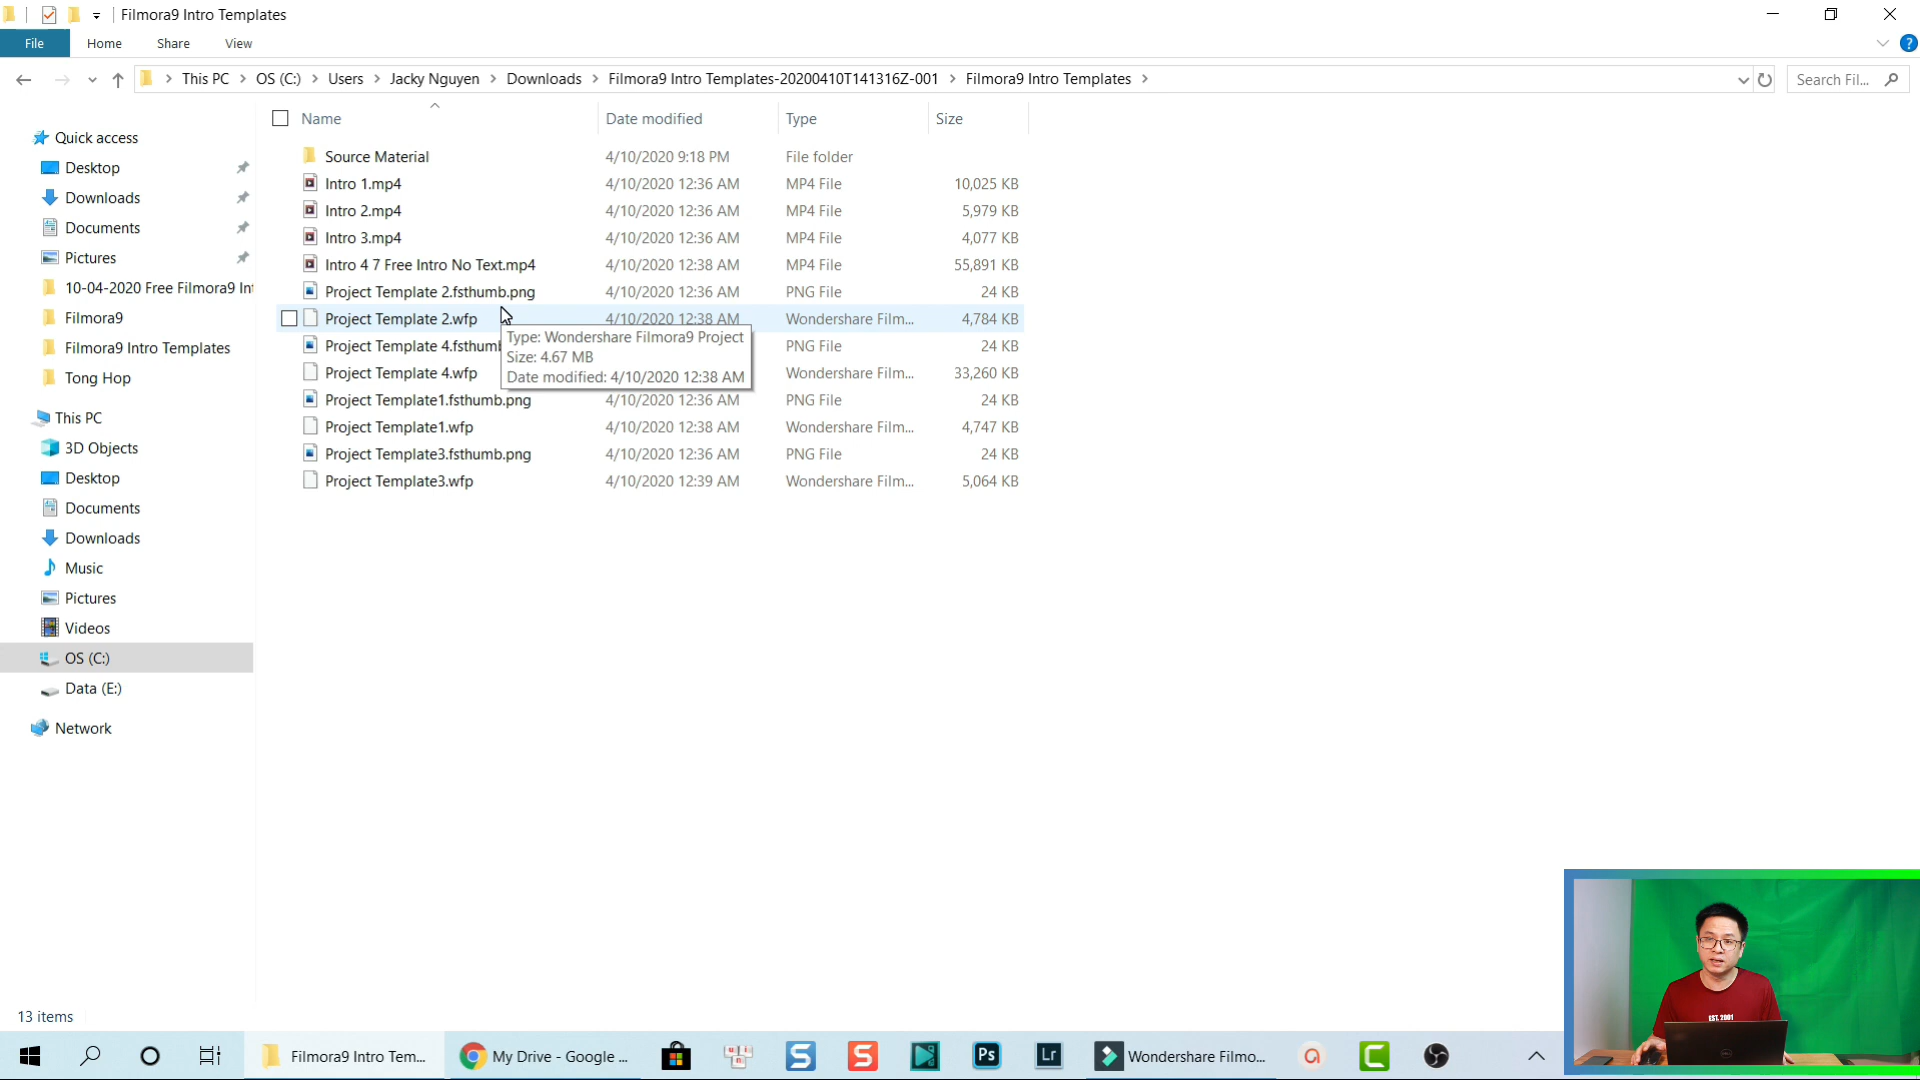 Filmora9 Intro Templates
File Home Share View
This PC > OS (C:) > Users > Jacky Nguyen > Downloads > Filmora9 Intro Templates-20200410T141316Z-001 > Filmora9 Intro Templates >
Search Fil...
Name Date modified Type Size
Quick access
Desktop
Downloads
Documents
Pictures
10-04-2020 Free Filmora9 In
Filmora9
Filmora9 Intro Templates
Tong Hop
This PC
3D Objects
Desktop
Documents
Downloads
Music
Pictures
Videos
OS (C:)
Data (E:)
Network
Source Material 4/10/2020 9:18 PM File folder
Intro 1.mp4 4/10/2020 12:36 AM MP4 File 10,025 KB
Intro 2.mp4 4/10/2020 12:36 AM MP4 File 5,979 KB
Intro 3.mp4 4/10/2020 12:36 AM MP4 File 4,077 KB
Intro 4 7 Free Intro No Text.mp4 4/10/2020 12:38 AM MP4 File 55,891 KB
Project Template 2.fsthumb.png 4/10/2020 12:36 AM PNG File 24 KB
Project Template 2.wfp 4/10/2020 12:38 AM Wondershare Film... 4,784 KB
Project Template 4.fsthumb PNG File 24 KB
Project Template 4.wfp Wondershare Film... 33,260 KB
Project Template1.fsthumb.png 4/10/2020 12:36 AM PNG File 24 KB
Project Template1.wfp 4/10/2020 12:38 AM Wondershare Film... 4,747 KB
Project Template3.fsthumb.png 4/10/2020 12:36 AM PNG File 24 KB
Project Template3.wfp 4/10/2020 12:39 AM Wondershare Film... 5,064 KB
Type: Wondershare Filmora9 Project
Size: 4.67 MB
Date modified: 4/10/2020 12:38 AM
EST. 2001
13 items
Filmora9 Intro Tem...
My Drive - Google ...
Ps
Lr
Wondershare Filmo...